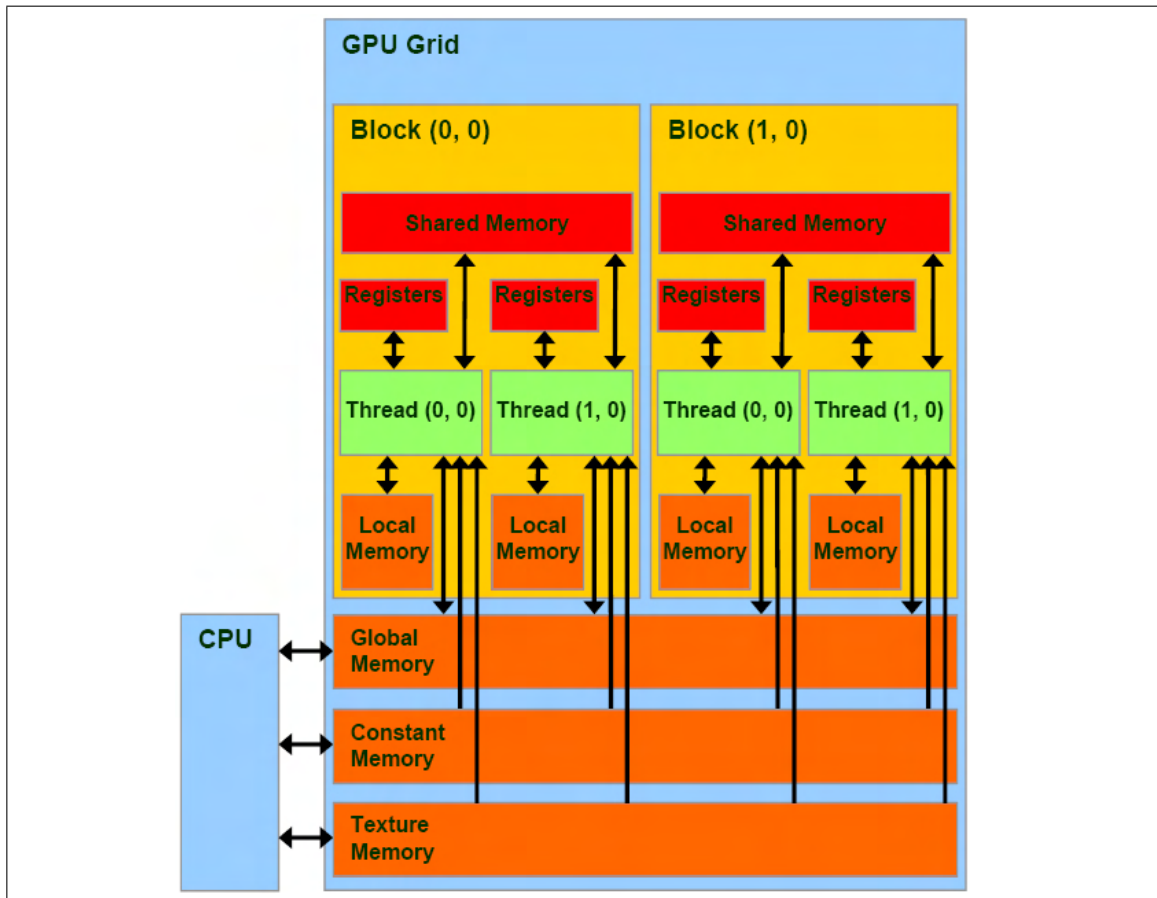 GPU Grid
Block (0, 0)
Block (1, 0)
Shared Memory
Shared Memory
Registers
Registers
Registers
Registers
Thread (0, 0)
Thread (1, 0)
Thread (0, 0)
Thread (1, 0)
Local
Memory
Local
Memory
Local
Memory
Local
Memory
CPU
Global
Memory
Constant
Memory
Texture
Memory